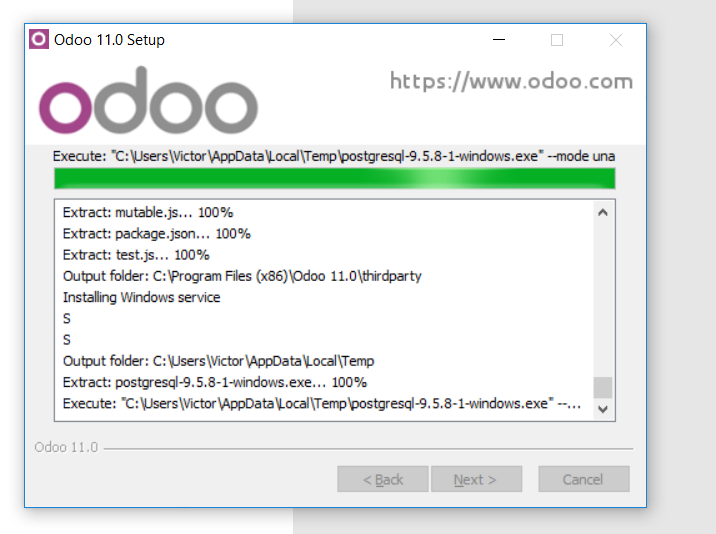 Odoo 11.0 Setup
odoo
https://www.odoo.com
Execute: "C:\Users\Victor\AppData\Local\Temp\postgresql-9.5.8-1-windows.exe" --mode una
Extract: mutable.js... 100%
Extract: package.json... 100%
Extract: test.js... 100%
Output folder: C:\Program Files (x86)\Odoo 11.0\thirdparty
Installing Windows service
S
S
Output folder: C:\Users\Victor\AppData\Local\Temp
Extract: postgresql-9.5.8-1-windows.exe... 100%
Execute: "C:\Users\Victor\AppData\Local\Temp\postgresql-9.5.8-1-windows.exe" --...
Odoo 11.0
< Back Next > Cancel